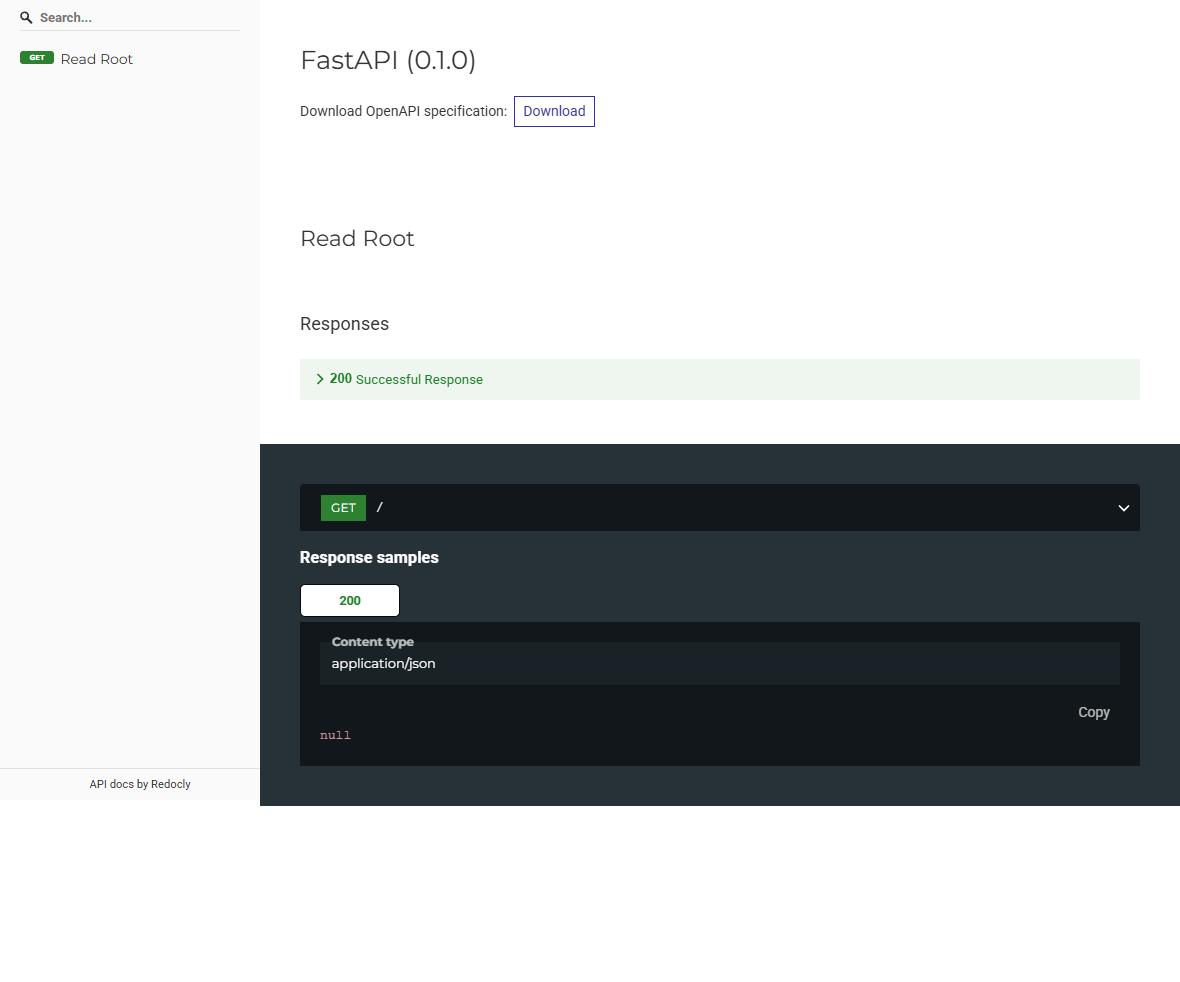 Search...
GET Read Root
API docs by Redocly
FastAPI (0.1.0)
Download OpenAPI specification: Download
Read Root
Responses
200 Successful Response
GET /
Response samples
200
Content type
application/json
Copy
null